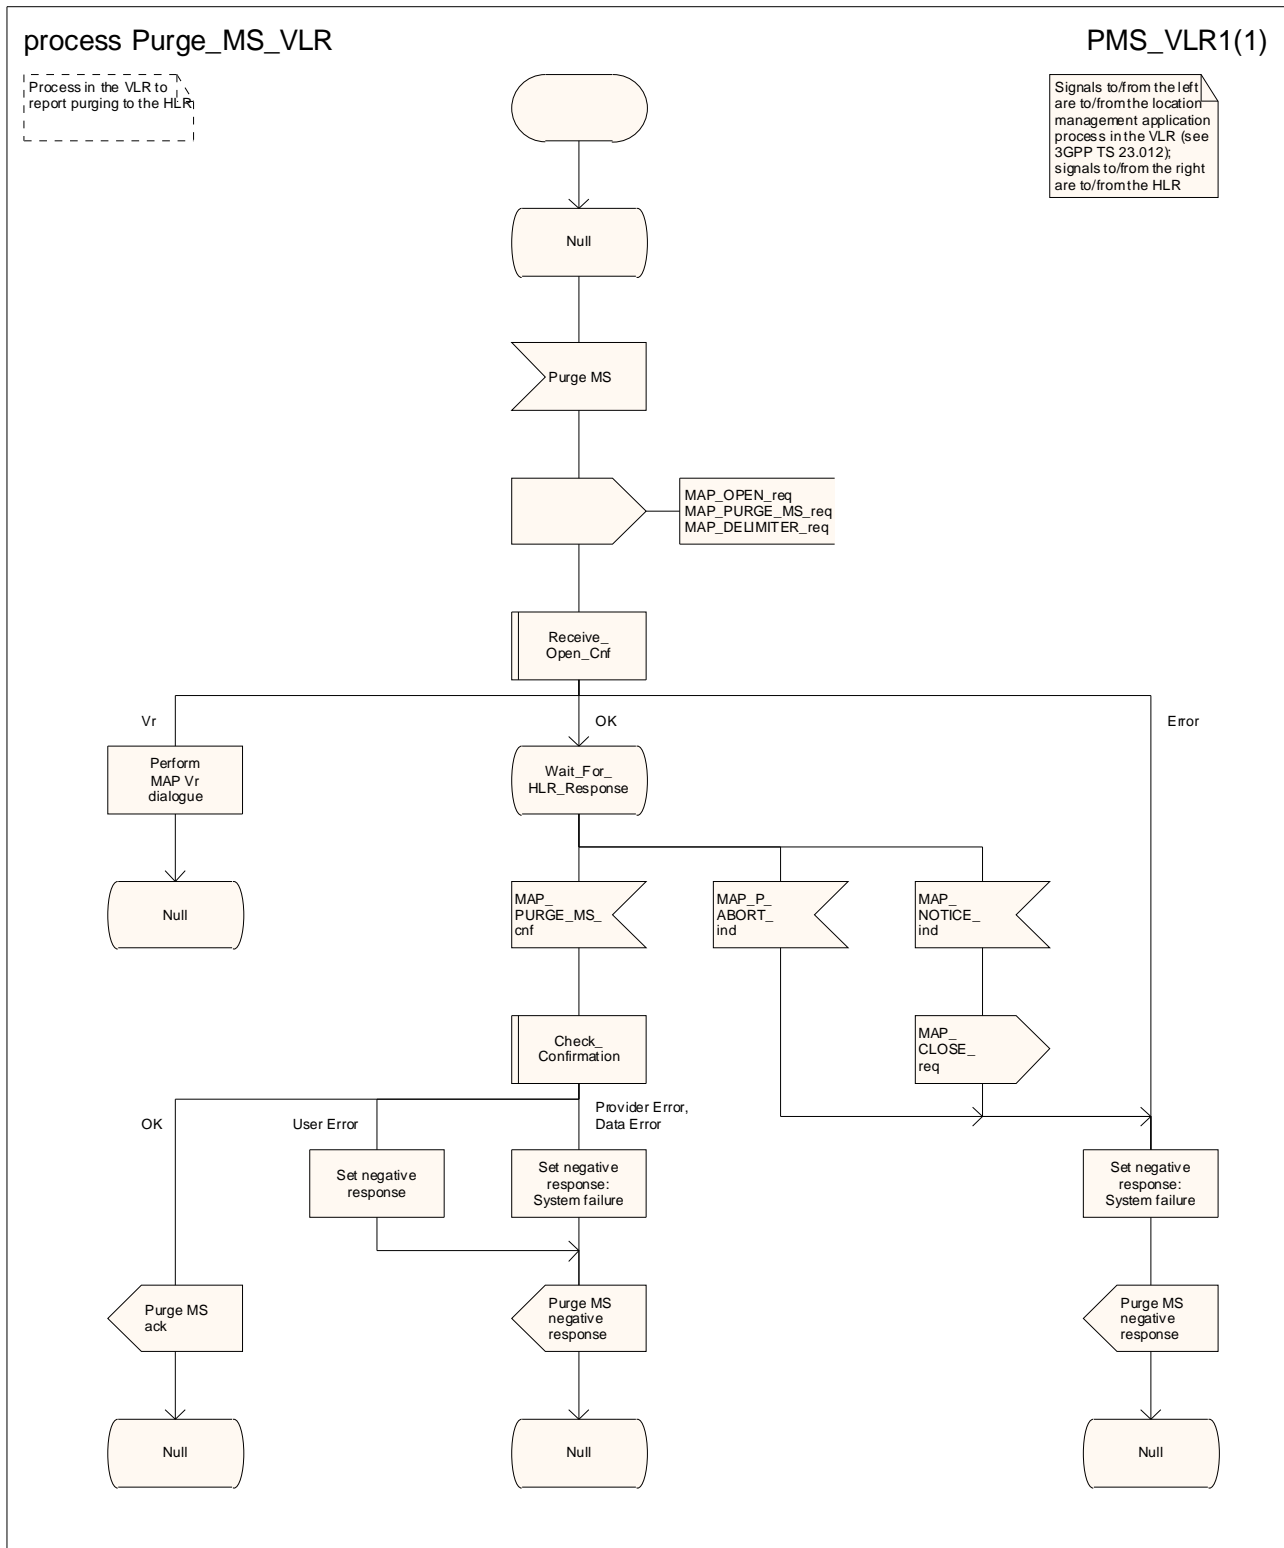 process Purge_MS_VLR
PMS_VLR1(1)
Process in the VLR to
report purging to the HLR
Signals to/from the left
are to/from the location
management application
process in the VLR (see
3GPP TS 23.012);
signals to/from the right
are to/from the HLR
Null
Purge MS
MAP_OPEN_req
MAP_PURGE_MS_req
MAP_DELIMITER_req
Receive_
Open_Cnf
Vr
OK
Error
Perform
MAP Vr
dialogue
Wait_For_
HLR_Response
Null
MAP_
PURGE_MS_
cnf
MAP_P_
ABORT_
ind
MAP_
NOTICE_
ind
Check_
Confirmation
MAP_
CLOSE_
req
OK
User Error
Provider Error,
Data Error
Set negative
response
Set negative
response:
System failure
Set negative
response:
System failure
Purge MS
ack
Purge MS
negative
response
Purge MS
negative
response
Null
Null
Null